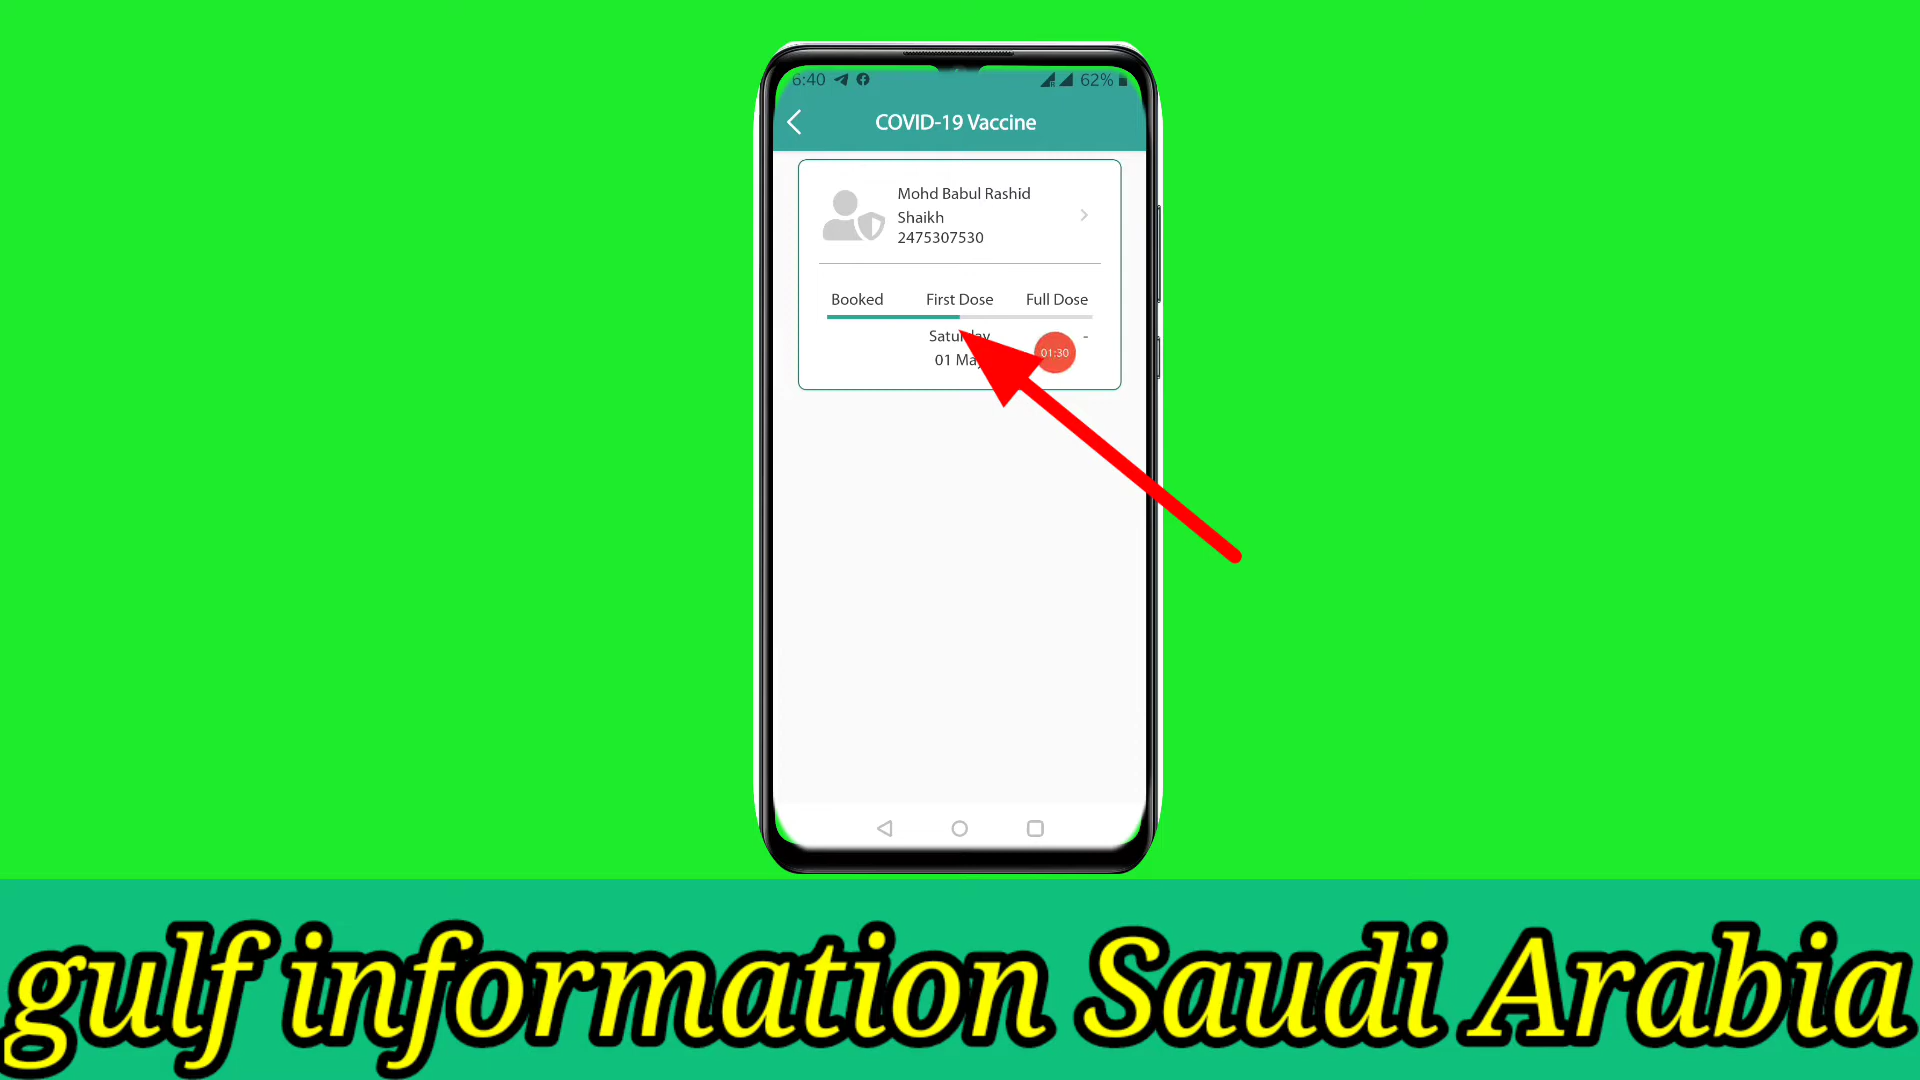 6:40
62%
COVID-19 Vaccine
Mohd Babul Rashid
Shaikh
2475307530
Booked First Dose Full Dose
Saturday -
01 May
01:30
gulf information Saudi Arabia